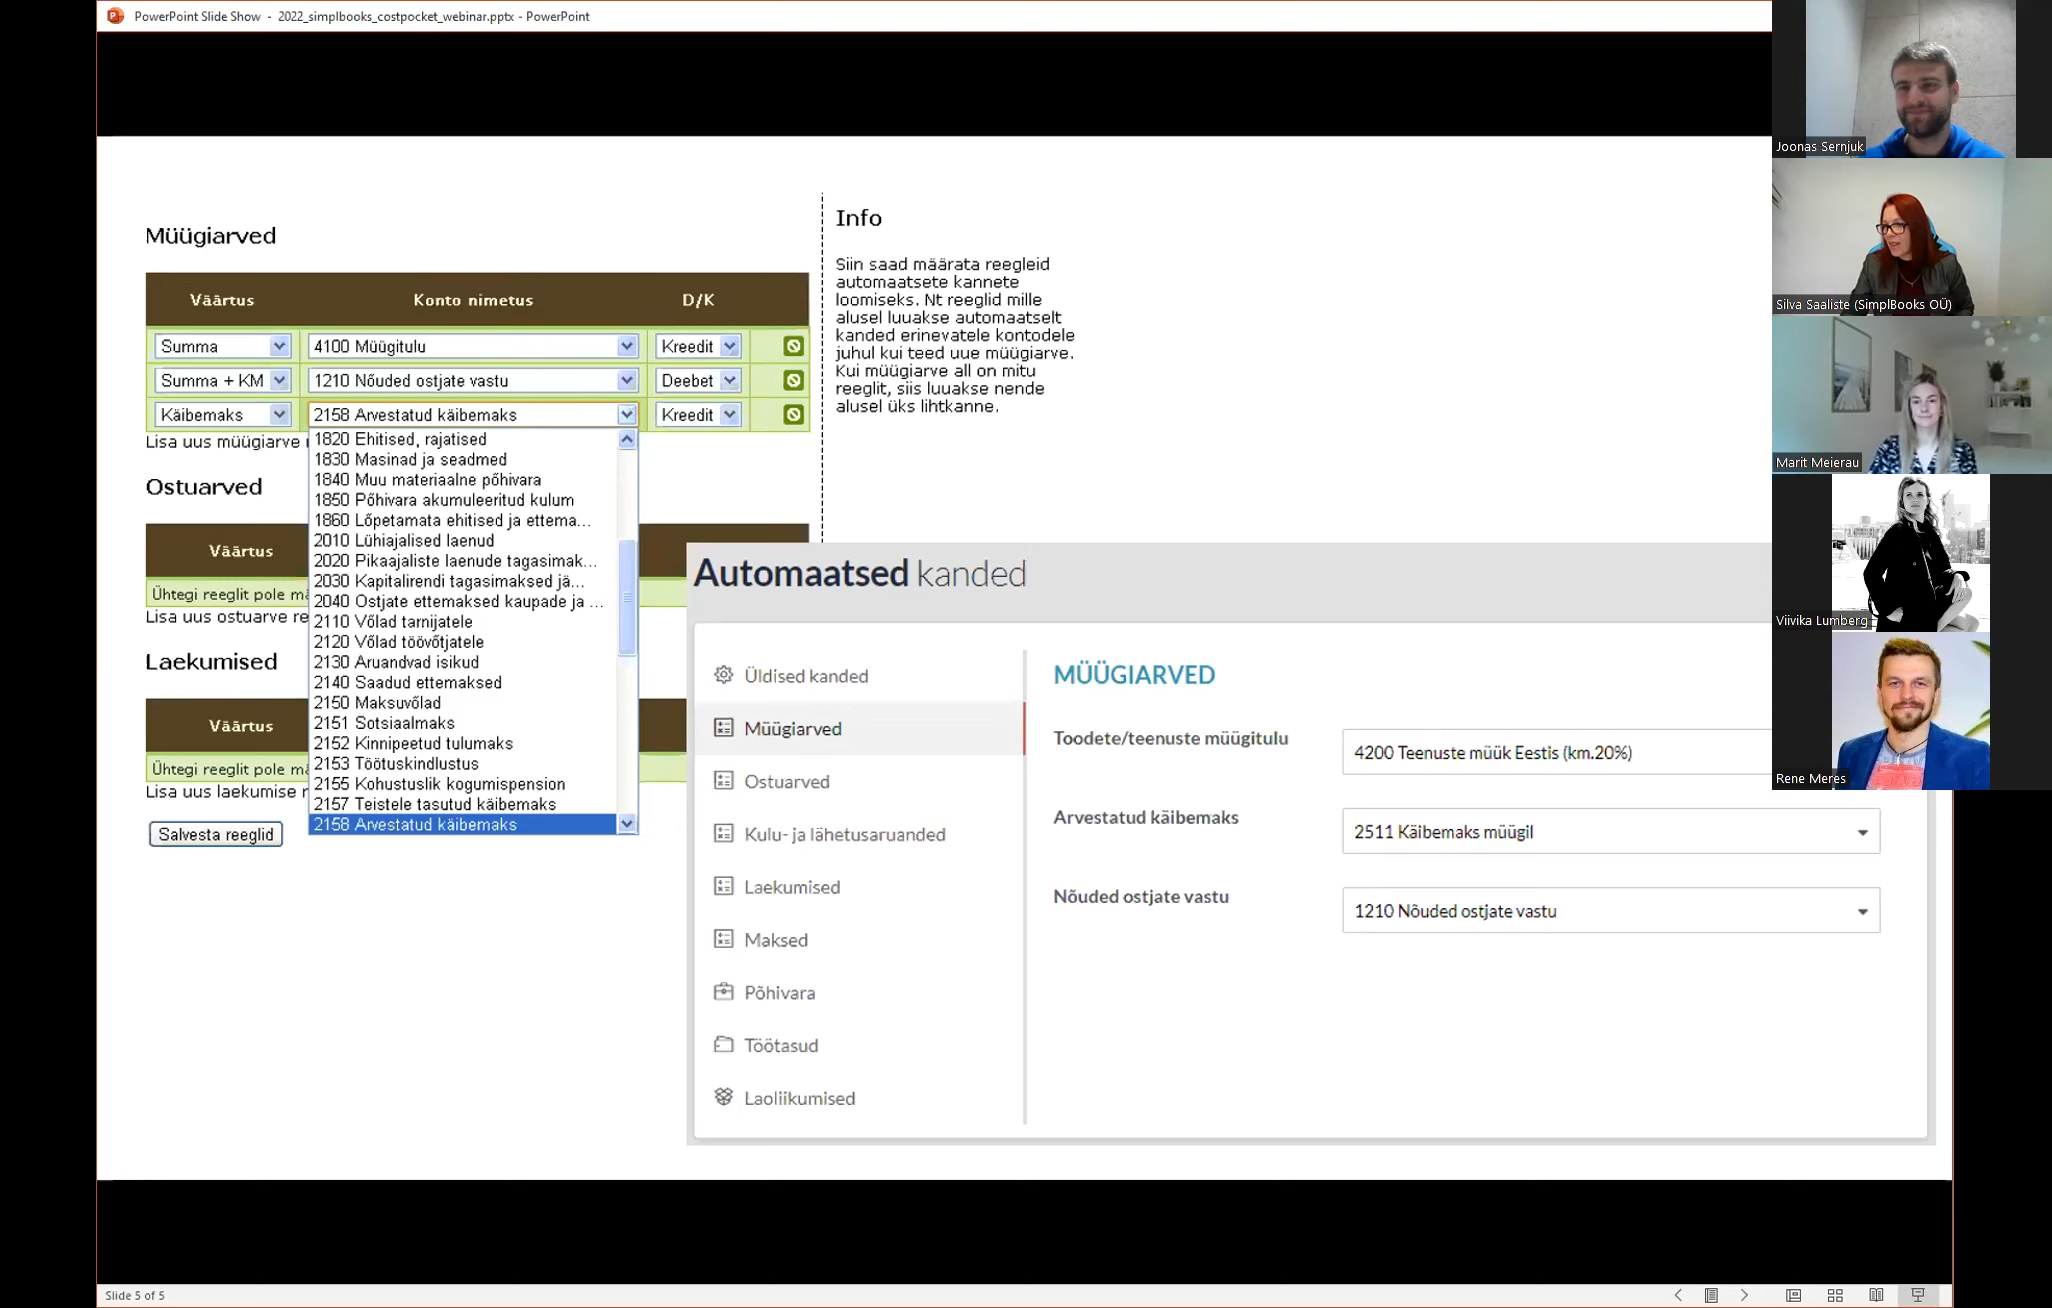 PowerPoint Slide Show - 2022_simplbooks_costpocket_webinar.pptx - PowerPoint
Müügiarved
Väärtus Konto nimetus D/K
Summa 4100 Müügitulu Kreedit
Summa + KM 1210 Nõuded ostjate vastu Deebet
Käibemaks 2158 Arvestatud käibemaks Kreedit
Lisa uus müügiarve
1820 Ehitised, rajatised
1830 Masinad ja seadmed
1840 Muu materiaalne põhivara
1850 Põhivara akumuleeritud kulum
1860 Lõpetamata ehitised ja ettema...
2010 Lühiajalised laenud
2020 Pikaajaliste laenude tagasimak...
2030 Kapitalirendi tagasimaksed jä...
2040 Ostjate ettemaksed kaupade ja ...
2110 Võlad tarnijatele
2120 Võlad töövõtjatele
2130 Aruandvad isikud
2140 Saadud ettemaksed
2150 Maksuvõlad
2151 Sotsiaalmaks
2152 Kinnipeetud tulumaks
2153 Töötuskindlustus
2155 Kohustuslik kogumispension
2157 Teistele tasutud käibemaks
2158 Arvestatud käibemaks
Ostuarved
Väärtus
Ühtegi reeglit pole mä
Lisa uus ostuarve re
Laekumised
Väärtus
Ühtegi reeglit pole mä
Lisa uus laekumise r
Salvesta reeglid
Info
Siin saad määrata reegleid
automaatsete kannete
loomiseks. Nt reeglid mille
alusel luuakse automaatselt
kanded erinevatele kontodele
juhul kui teed uue müügiarve.
Kui müügiarve all on mitu
reeglit, siis luuakse nende
alusel üks lihtkanne.
Automaatsed kanded
Üldised kanded
Müügiarved
Ostuarved
Kulu- ja lähetusaruanded
Laekumised
Maksed
Põhivara
Töötasud
Laoliikumised
MÜÜGIARVED
Toodete/teenuste müügitulu 4200 Teenuste müük Eestis (km.20%)
Arvestatud käibemaks 2511 Käibemaks müügil
Nõuded ostjate vastu 1210 Nõuded ostjate vastu
Joonas Sernjuk
Silva Saaliste (SimplBooks OÜ)
Marit Meierau
Viivika Lumberg
Rene Meres
Slide 5 of 5